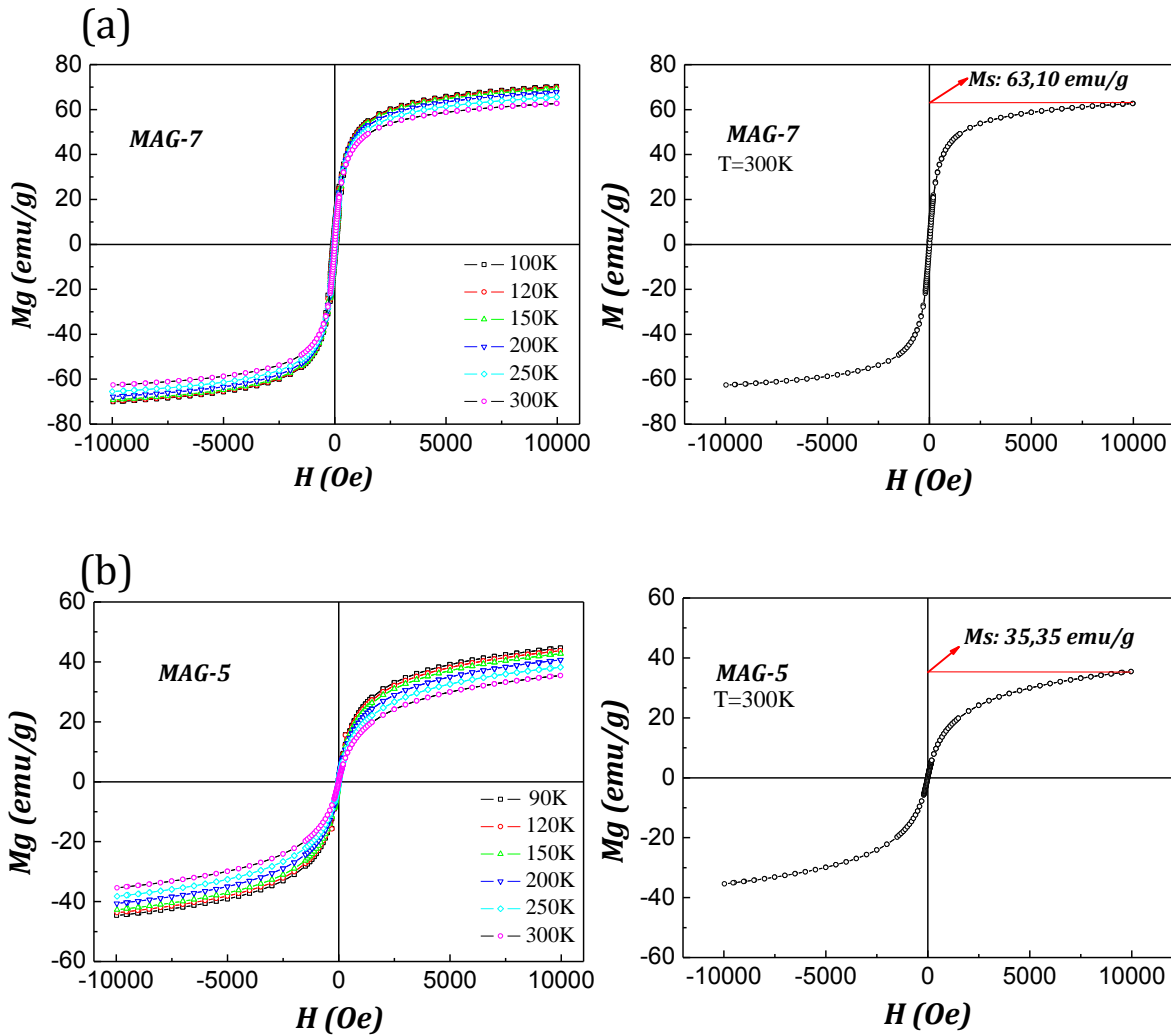 (a)
80
60
40
20
0
-20
-40
-60
-80
-10000 -5000 0 5000 10000
Mg (emu/g)
H (Oe)
MAG-7
100K
120K
150K
200K
250K
300K
80
60
40
20
0
-20
-40
-60
-80
-10000 -5000 0 5000 10000
M (emu/g)
H (Oe)
Ms: 63,10 emu/g
MAG-7
T=300K
(b)
60
40
20
0
-20
-40
-60
-10000 -5000 0 5000 10000
Mg (emu/g)
H (Oe)
MAG-5
90K
120K
150K
200K
250K
300K
60
40
20
0
-20
-40
-60
-10000 -5000 0 5000 10000
Mg (emu/g)
H (Oe)
Ms: 35,35 emu/g
MAG-5
T=300K